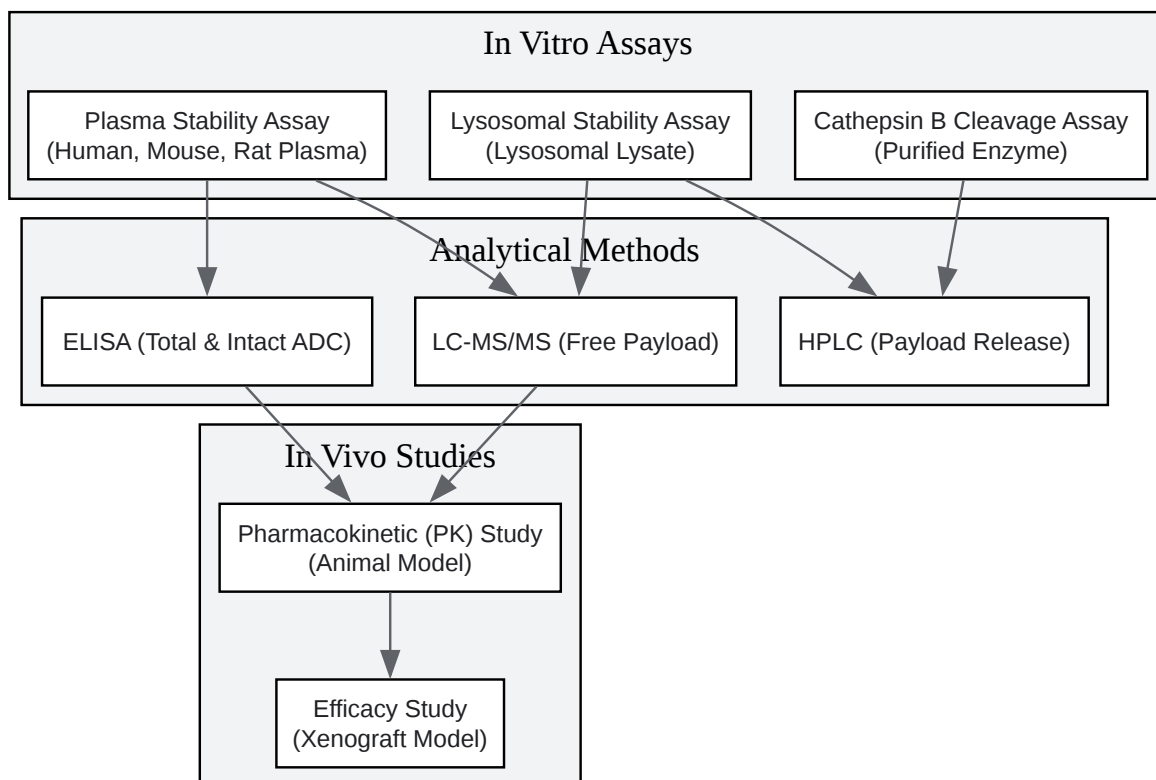 In Vitro Assays
Plasma Stability Assay
(Human, Mouse, Rat Plasma)
Lysosomal Stability Assay
(Lysosomal Lysate)
Cathepsin B Cleavage Assay
(Purified Enzyme)
Analytical Methods
ELISA (Total & Intact ADC)
LC-MS/MS (Free Payload)
HPLC (Payload Release)
In Vivo Studies
Pharmacokinetic (PK) Study
(Animal Model)
Efficacy Study
(Xenograft Model)